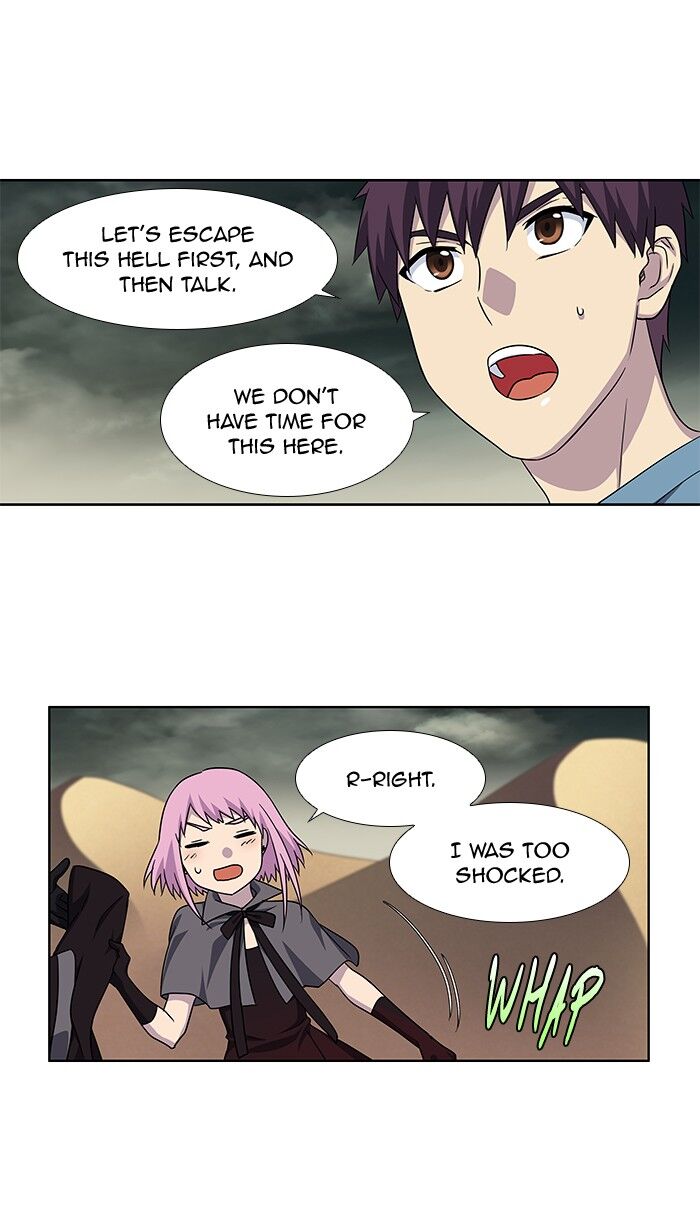 LET'S ESCAPE
THIS HELL FIRST, AND
THEN TALK.
WE DON'T
HAVE TIME FOR
THIS HERE.
R-RIGHT.
I WAS TOO
SHOCKED.
WHAP